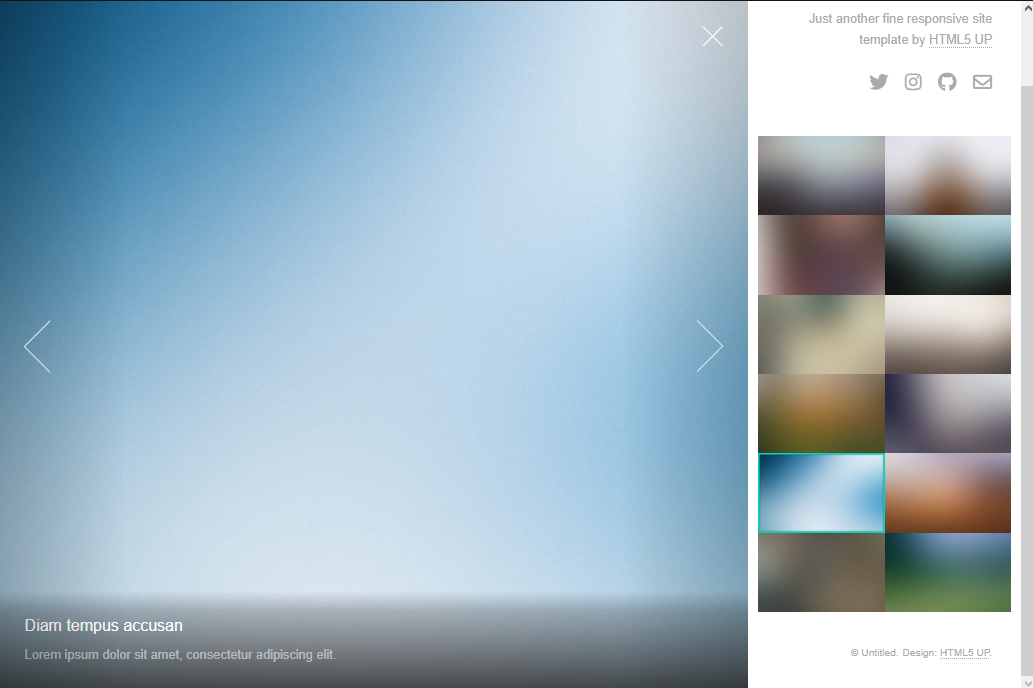 Just another fine responsive site
template by HTML5 UP
Diam tempus accusan
Lorem ipsum dolor sit amet, consectetur adipiscing elit.
© Untitled. Design: HTML5 UP.